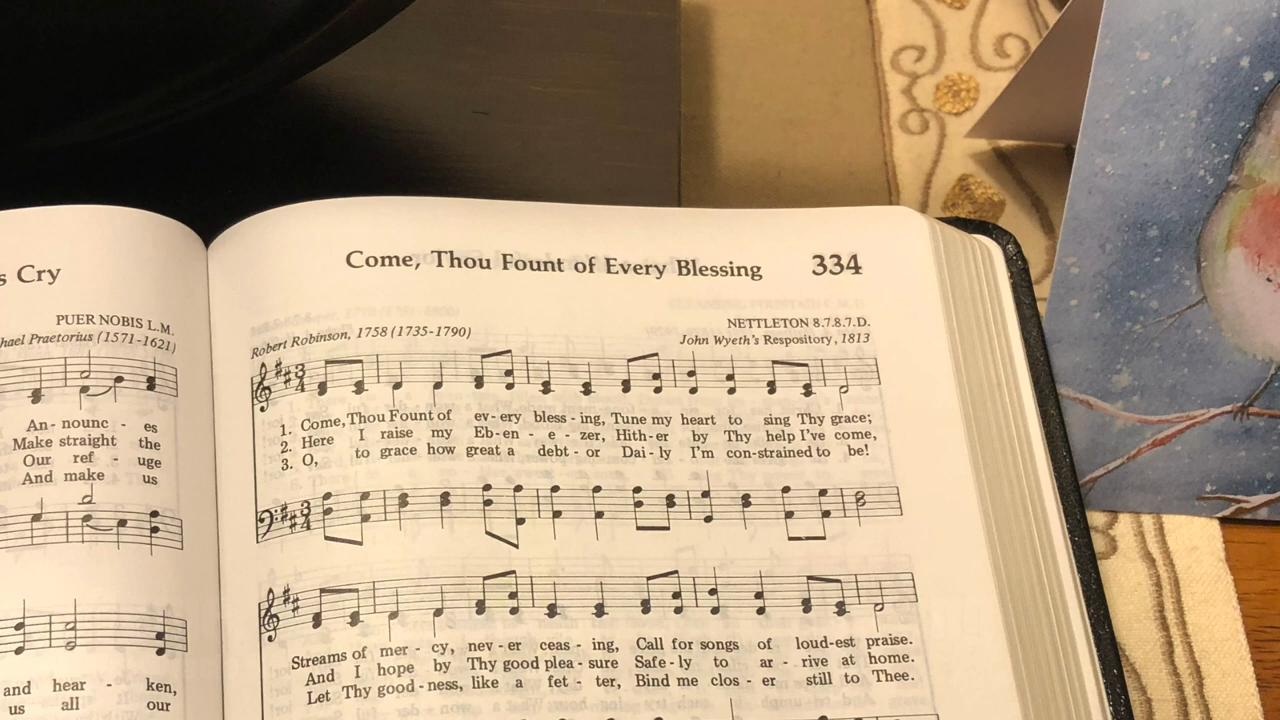 s Cry
PUER NOBIS L.M.
hael Praetorius (1571-1621)
An - nounc - es
Make straight the
Our ref - uge
And make us
and hear - ken,
us all our
Come, Thou Fount of Every Blessing 334
Robert Robinson, 1758 (1735-1790)
NETTLETON 8.7.8.7.D.
John Wyeth's Respository, 1813
3
4
1. Come, Thou Fount of ev - ery bless - ing, Tune my heart to sing Thy grace;
2. Here I raise my Eb - en - e - zer, Hith - er by Thy help I've come,
3. O, to grace how great a debt - or Dai - ly I'm con - strained to be!
3
4
Streams of mer - cy, nev - er ceas - ing, Call for songs of loud - est praise.
And I hope by Thy good plea - sure Safe - ly to ar - rive at home.
Let Thy good - ness, like a fet - ter, Bind me clos - er still to Thee.